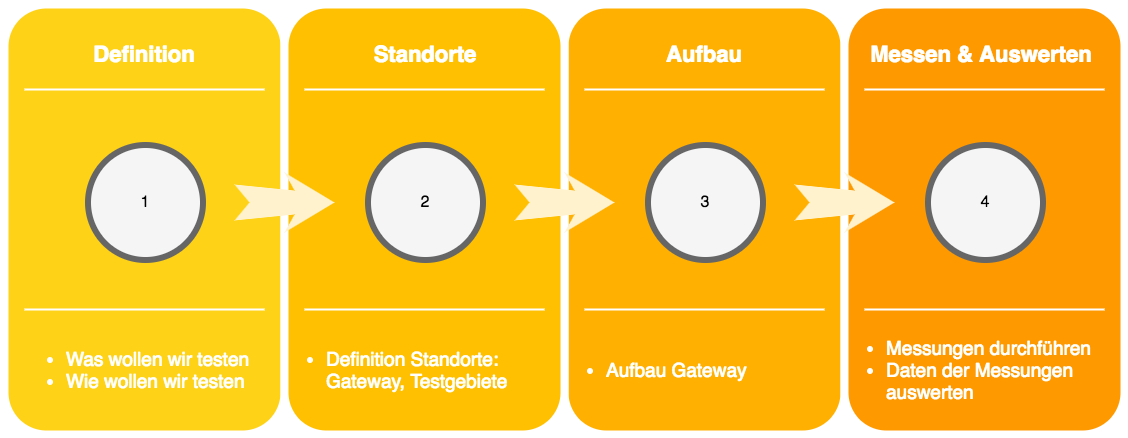 Definition
1
• Was wollen wir testen
• Wie wollen wir testen
Standorte
2
• Definition Standorte:
Gateway, Testgebiete
Aufbau
3
• Aufbau Gateway
Messen & Auswerten
4
• Messungen durchführen
• Daten der Messungen
auswerten